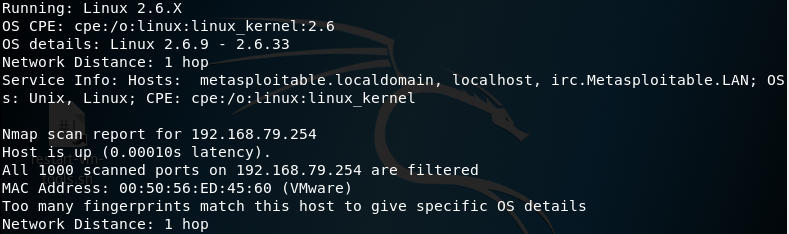 Running: Linux 2.6.X
OS CPE: cpe:/o:linux:linux_kernel:2.6
OS details: Linux 2.6.9 - 2.6.33
Network Distance: 1 hop
Service Info: Hosts:  metasploitable.localdomain, localhost, irc.Metasploitable.LAN; OS
s: Unix, Linux; CPE: cpe:/o:linux:linux_kernel

Nmap scan report for 192.168.79.254
Host is up (0.00010s latency).
All 1000 scanned ports on 192.168.79.254 are filtered
MAC Address: 00:50:56:ED:45:60 (VMware)
Too many fingerprints match this host to give specific OS details
Network Distance: 1 hop